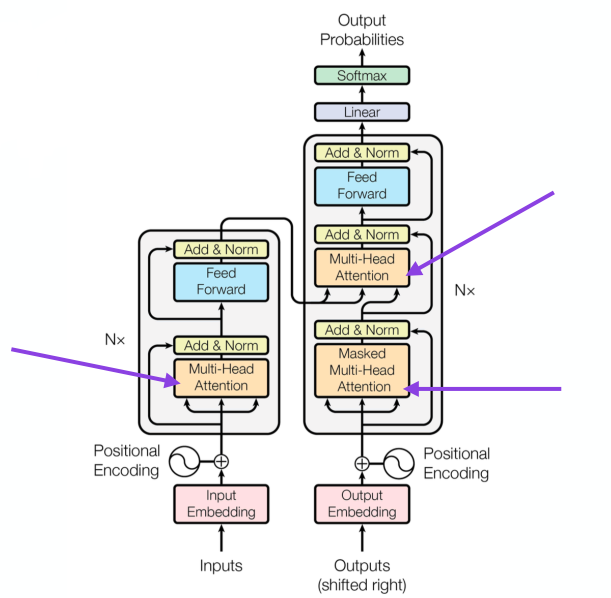 Output
Probabilities
Softmax
Linear
Add & Norm
Feed
Forward
Add & Norm
Multi-Head
Attention
Add & Norm
Masked
Multi-Head
Attention
N×
Positional
Encoding
Output
Embedding
Outputs
(shifted right)
Add & Norm
Feed
Forward
Add & Norm
Multi-Head
Attention
N×
Positional
Encoding
Input
Embedding
Inputs